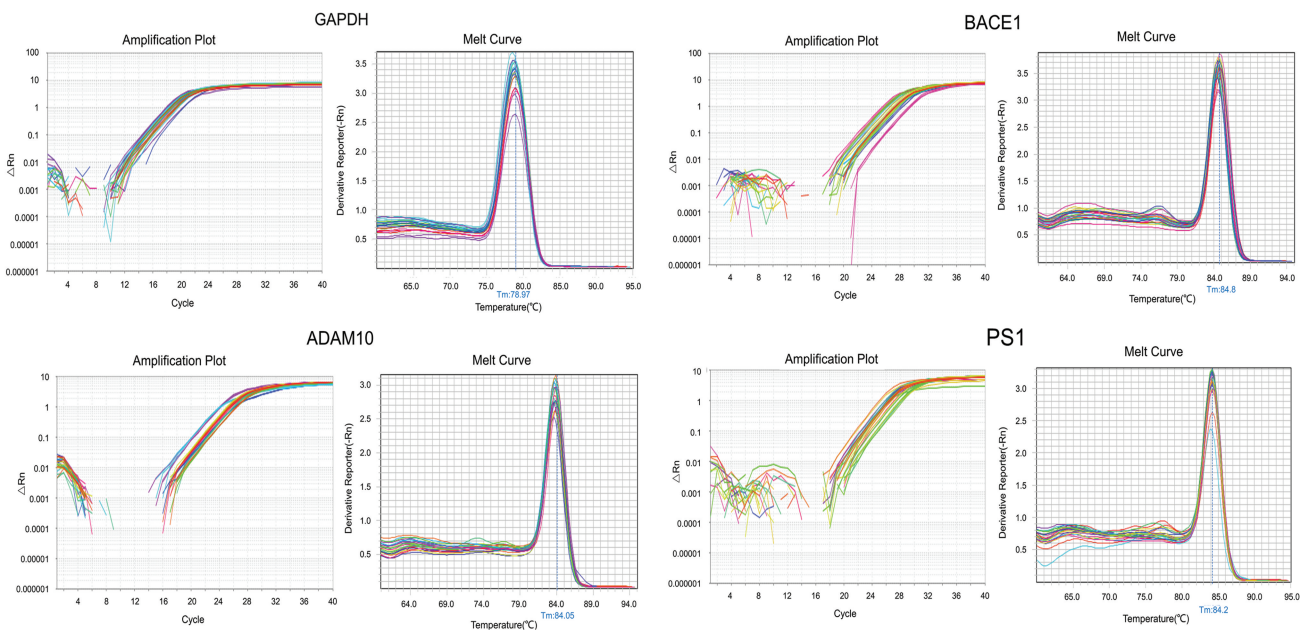 GAPDH
Amplification Plot
Melt Curve
△Rn
100
10
1
0.1
0.01
0.001
0.0001
0.00001
0.000001
4 8 12 16 20 24 28 32 36 40
Cycle
Derivative Reporter(-Rn)
3.5
3.0
2.5
2.0
1.5
1.0
0.5
65.0 70.0 75.0 80.0 85.0 90.0 95.0
Tm:78.97
Temperature(℃)
BACE1
Amplification Plot
Melt Curve
△Rn
100
10
1
0.1
0.01
0.001
0.0001
0.00001
0.000001
4 8 12 16 20 24 28 32 36 40
Cycle
Derivative Reporter(-Rn)
3.5
3.0
2.5
2.0
1.5
1.0
0.5
64.0 69.0 74.0 79.0 84.0 89.0 94.0
Tm:84.8
Temperature(℃)
ADAM10
Amplification Plot
Melt Curve
△Rn
10
1
0.1
0.01
0.001
0.0001
0.00001
0.000001
4 8 12 16 20 24 28 32 36 40
Cycle
Derivative Reporter(-Rn)
3.0
2.5
2.0
1.5
1.0
0.5
64.0 69.0 74.0 79.0 84.0 90.0 95.0
Tm:84.05
Temperature(℃)
PS1
Amplification Plot
Melt Curve
△Rn
10
1
0.1
0.01
0.001
0.0001
0.00001
0.000001
4 8 12 16 20 24 28 32 36 40
Cycle
Derivative Reporter(-Rn)
3.0
2.5
2.0
1.5
1.0
0.5
65.0 70.0 75.0 80.0 84.5 89.5 94.5
Tm:84.2
Temperature(℃)